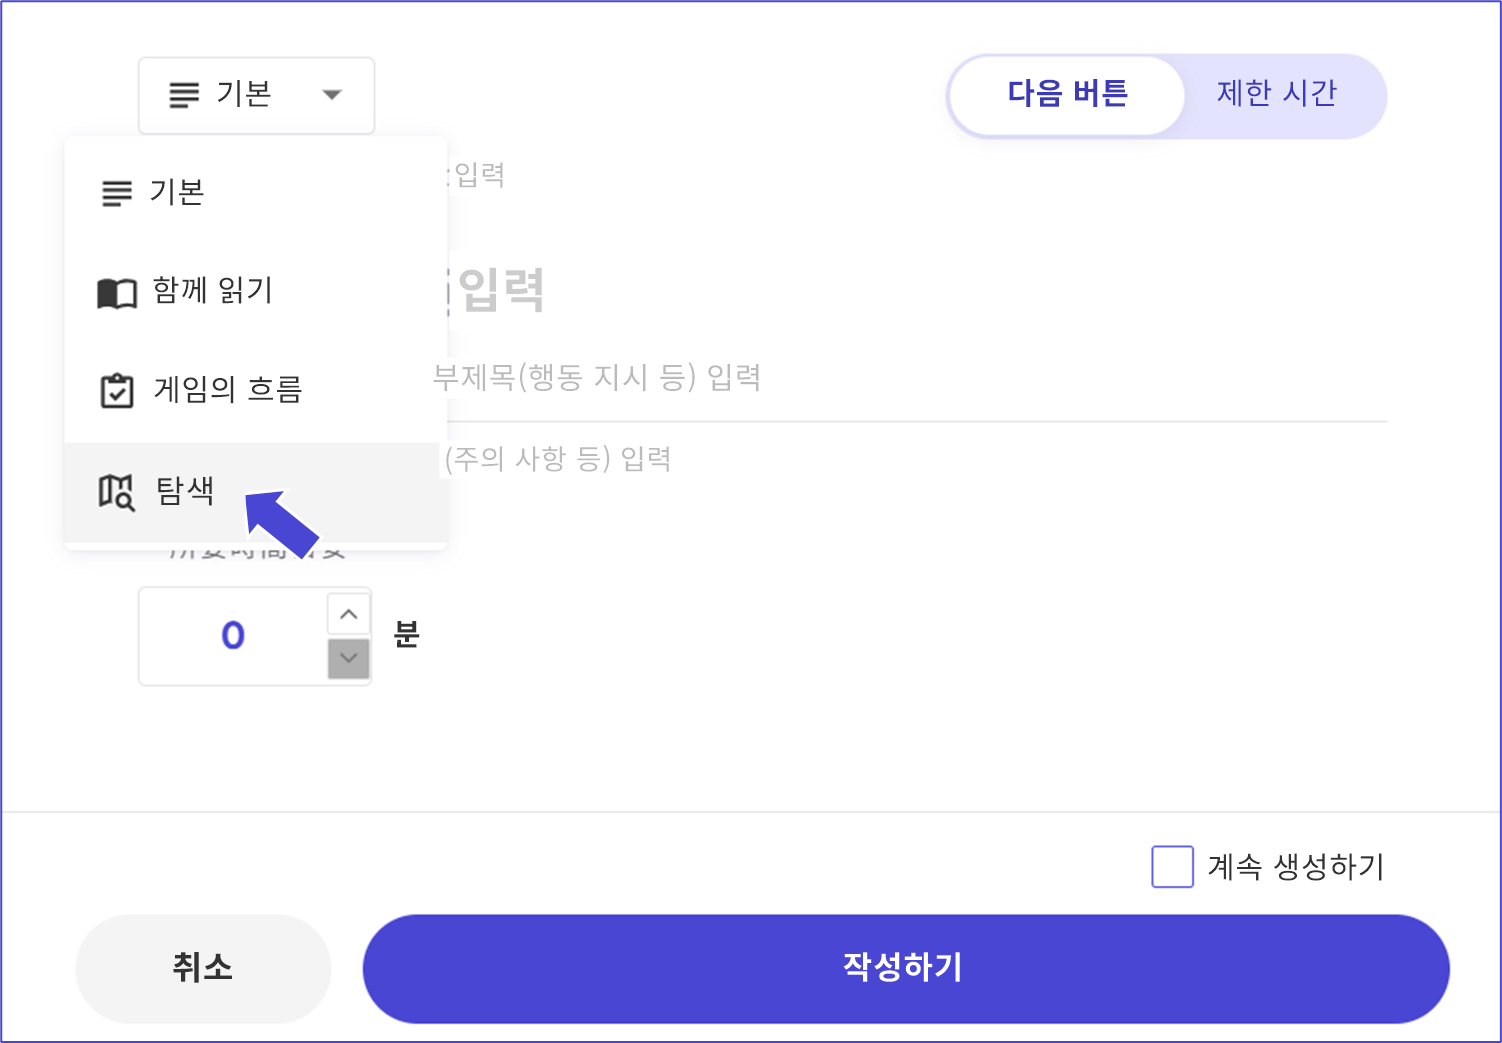 기본
다음 버튼
제한 시간
기본
입력
함께 읽기
입력
게임의 흐름
부제목(행동 지시 등) 입력
탐색
(주의 사항 등) 입력
0
분
계속 생성하기
취소
작성하기